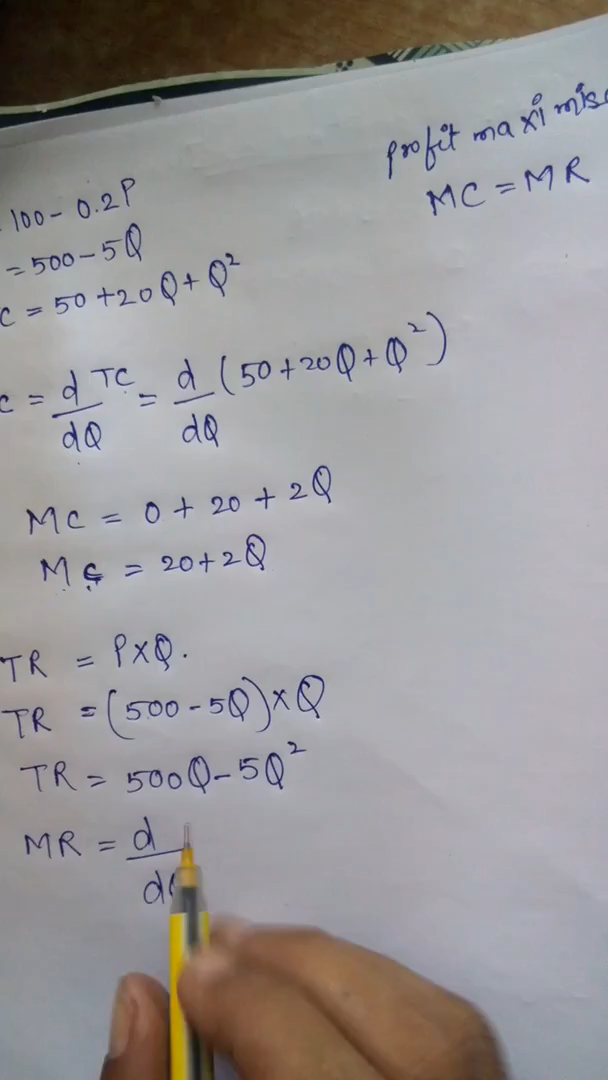 profit maximis
MC = MR
100 - 0.2P
= 500 - 5Q
C = 50 + 20Q + Q²
C = d/dQ TC = d/dQ (50 + 20Q + Q²)
MC = 0 + 20 + 2Q
MC = 20 + 2Q
TR = P × Q.
TR = (500 - 5Q) × Q
TR = 500Q - 5Q²
MR = d/dQ